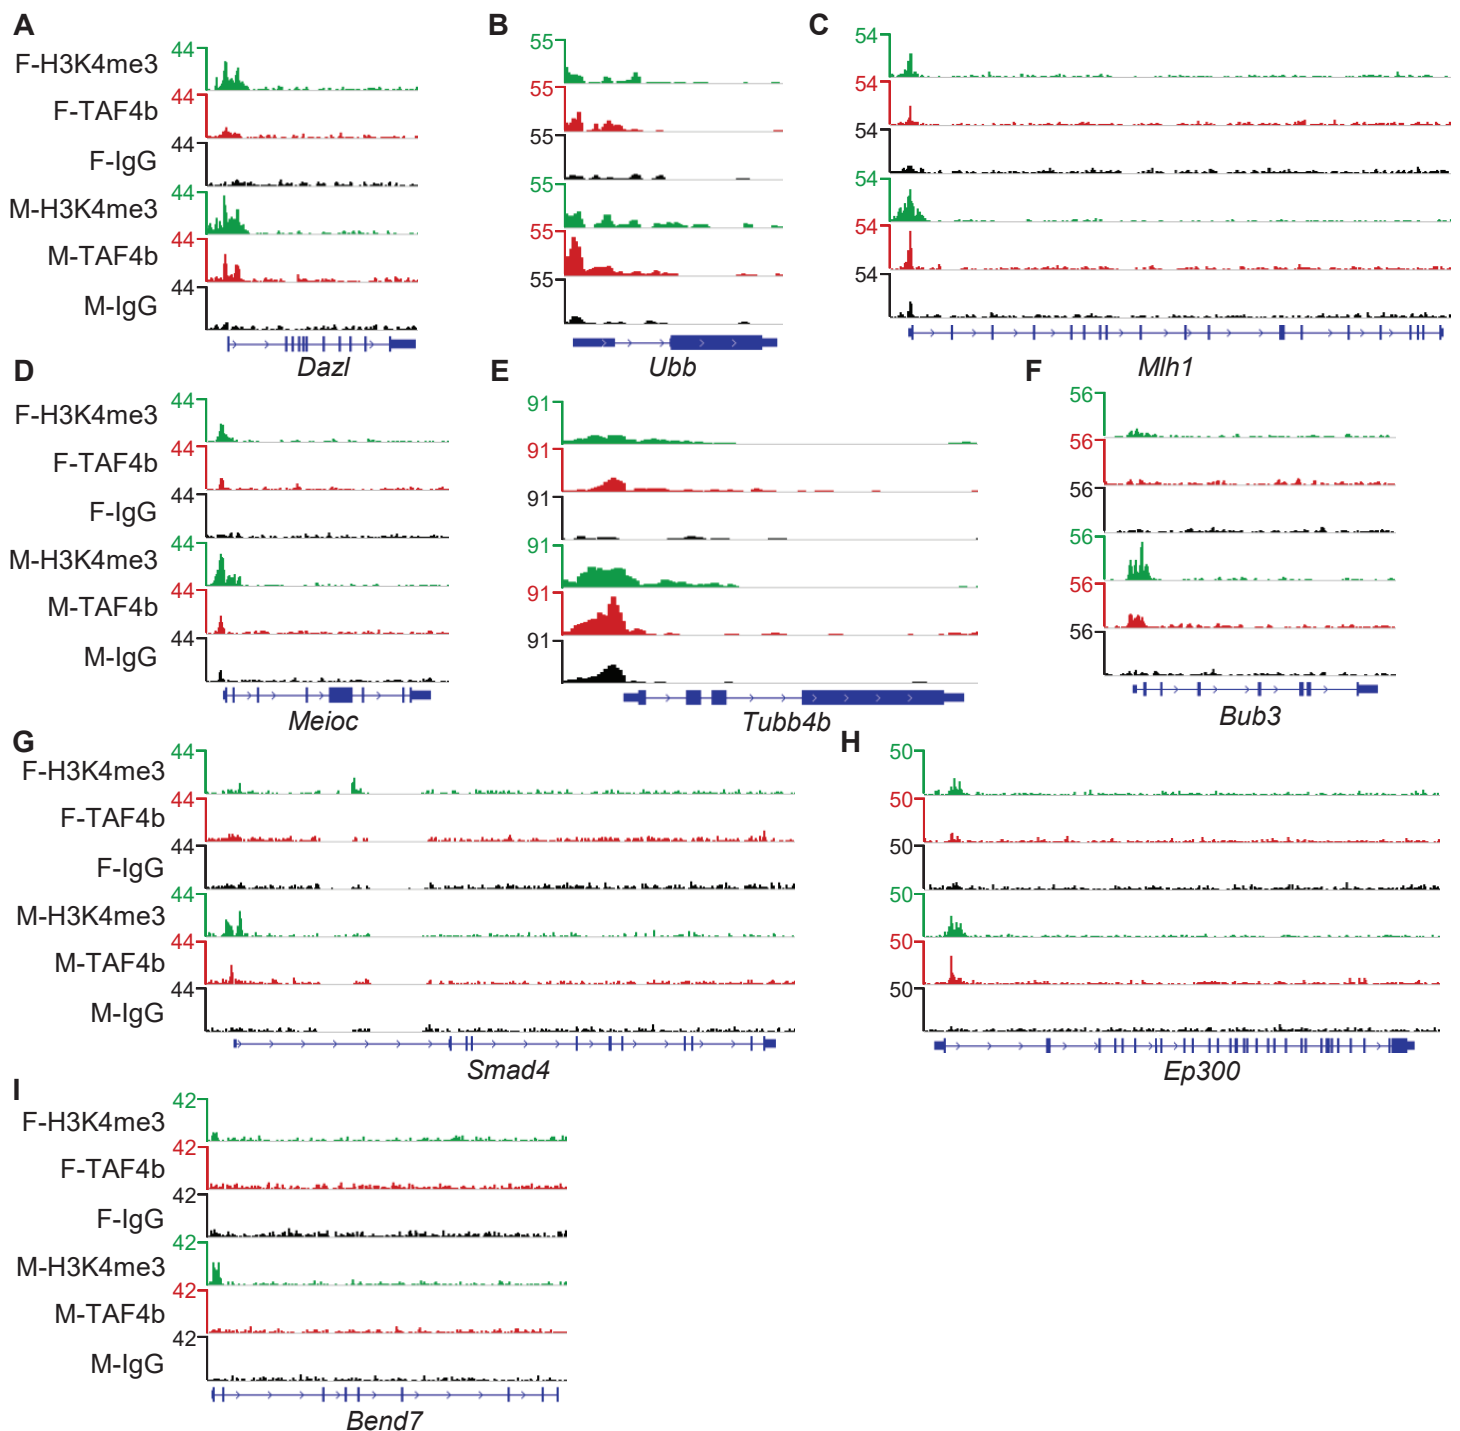 A
F-H3K4me3
F-TAF4b
F-IgG
M-H3K4me3
M-TAF4b
M-IgG
44
44
44
44
44
44
Dazl
B
55
55
55
55
55
55
Ubb
C
54
54
54
54
54
54
Mlh1
D
F-H3K4me3
F-TAF4b
F-IgG
M-H3K4me3
M-TAF4b
M-IgG
44
44
44
44
44
44
Meioc
E
91
91
91
91
91
91
Tubb4b
F
56
56
56
56
56
56
Bub3
G
F-H3K4me3
F-TAF4b
F-IgG
M-H3K4me3
M-TAF4b
M-IgG
44
44
44
44
44
44
Smad4
H
50
50
50
50
50
50
Ep300
I
F-H3K4me3
F-TAF4b
F-IgG
M-H3K4me3
M-TAF4b
M-IgG
42
42
42
42
42
42
Bend7